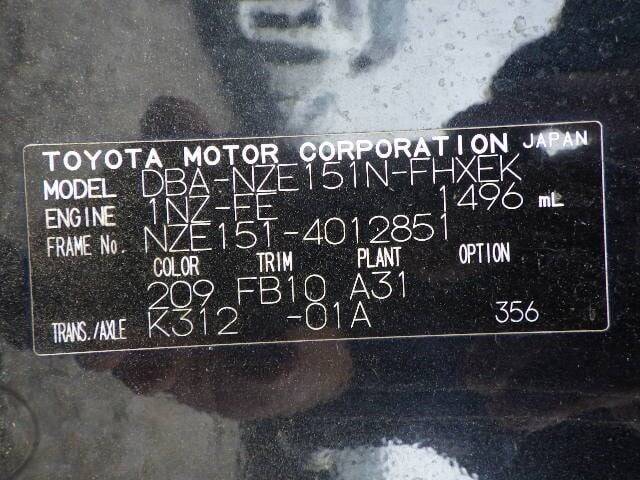 TOYOTA MOTOR CORPORATION JAPAN
MODEL DBA-NZE151N-FHXEK
ENGINE 1NZ-FE 1496 mL
FRAME No. NZE151-4012851
COLOR TRIM PLANT OPTION
209 FB10 A31
TRANS./AXLE K312 -01A 356